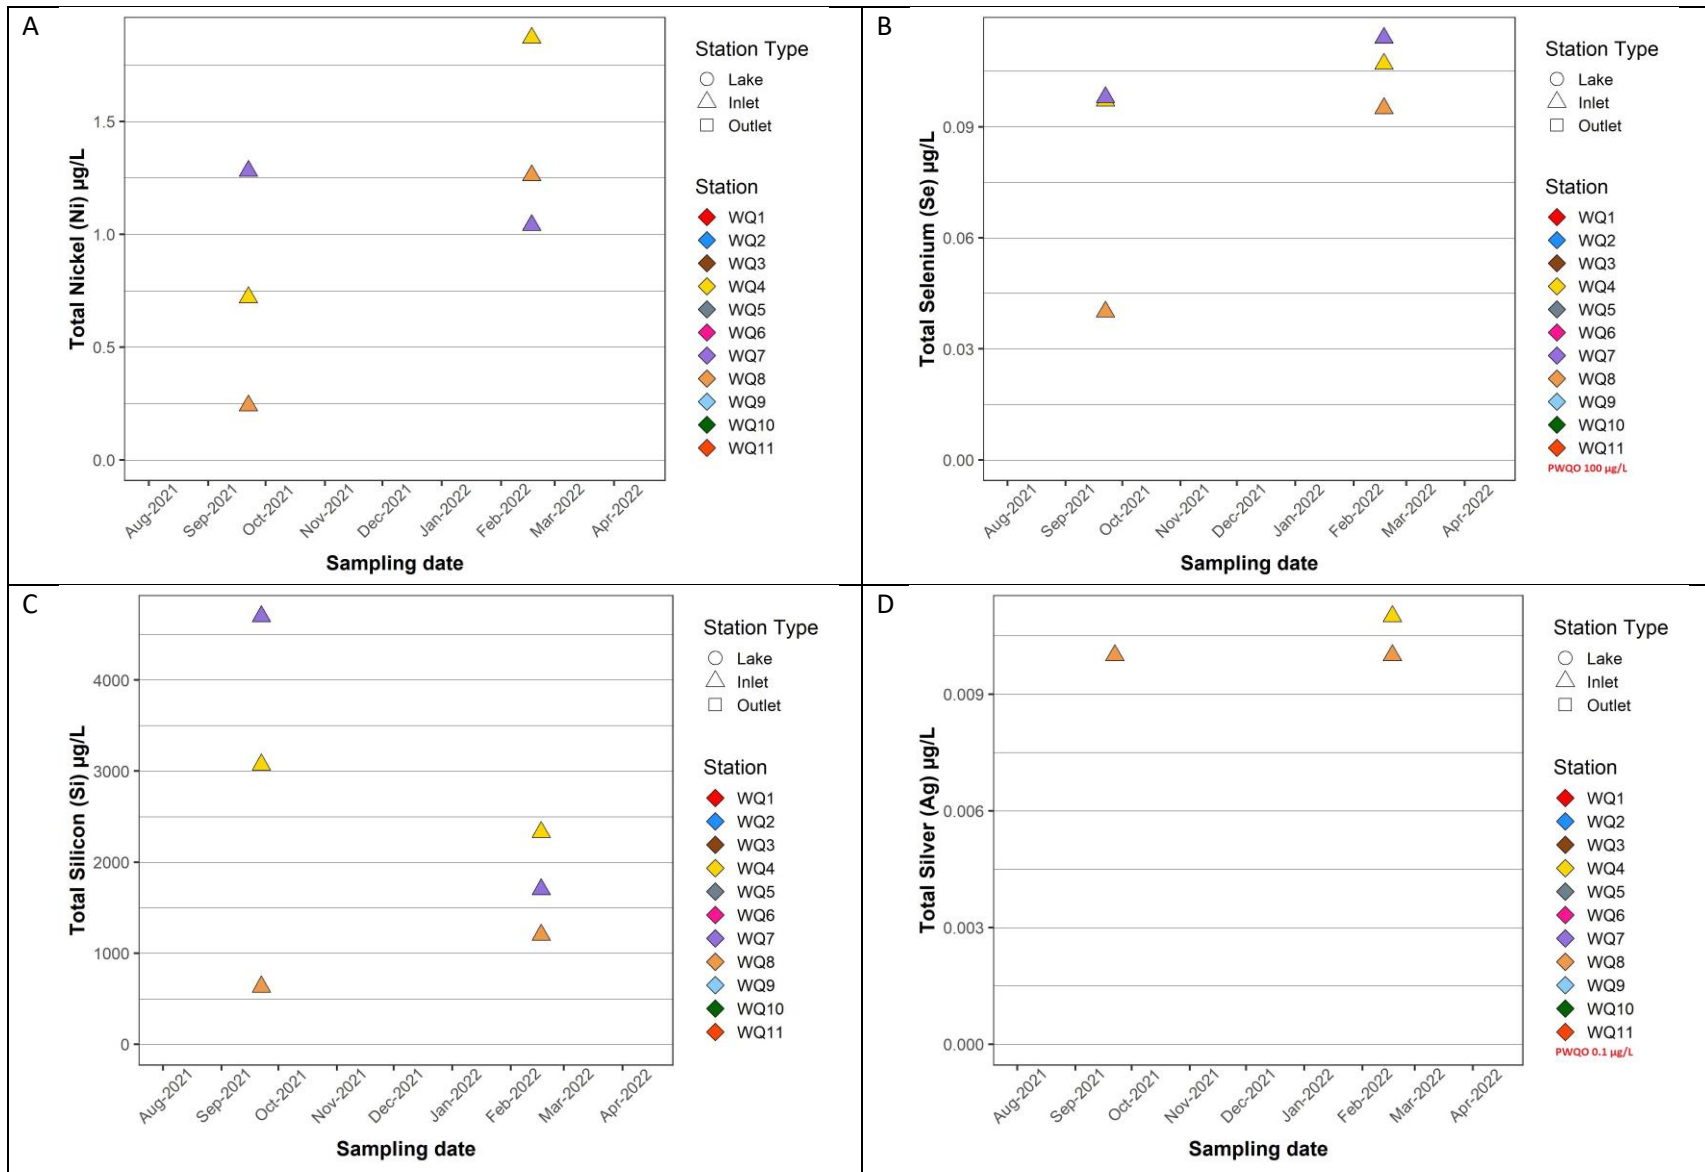 A
Total Nickel (Ni) µg/L
1.5
1.0
0.5
0.0
Aug-2021
Sep-2021
Oct-2021
Nov-2021
Dec-2021
Jan-2022
Feb-2022
Mar-2022
Apr-2022
Sampling date
Station Type
Lake
Inlet
Outlet
Station
WQ1
WQ2
WQ3
WQ4
WQ5
WQ6
WQ7
WQ8
WQ9
WQ10
WQ11
B
Total Selenium (Se) µg/L
0.09
0.06
0.03
0.00
Aug-2021
Sep-2021
Oct-2021
Nov-2021
Dec-2021
Jan-2022
Feb-2022
Mar-2022
Apr-2022
Sampling date
Station Type
Lake
Inlet
Outlet
Station
WQ1
WQ2
WQ3
WQ4
WQ5
WQ6
WQ7
WQ8
WQ9
WQ10
WQ11
PWQO 100 µg/L
C
Total Silicon (Si) µg/L
4000
3000
2000
1000
0
Aug-2021
Sep-2021
Oct-2021
Nov-2021
Dec-2021
Jan-2022
Feb-2022
Mar-2022
Apr-2022
Sampling date
Station Type
Lake
Inlet
Outlet
Station
WQ1
WQ2
WQ3
WQ4
WQ5
WQ6
WQ7
WQ8
WQ9
WQ10
WQ11
D
Total Silver (Ag) µg/L
0.009
0.006
0.003
0.000
Aug-2021
Sep-2021
Oct-2021
Nov-2021
Dec-2021
Jan-2022
Feb-2022
Mar-2022
Apr-2022
Sampling date
Station Type
Lake
Inlet
Outlet
Station
WQ1
WQ2
WQ3
WQ4
WQ5
WQ6
WQ7
WQ8
WQ9
WQ10
WQ11
PWQO 0.1 µg/L